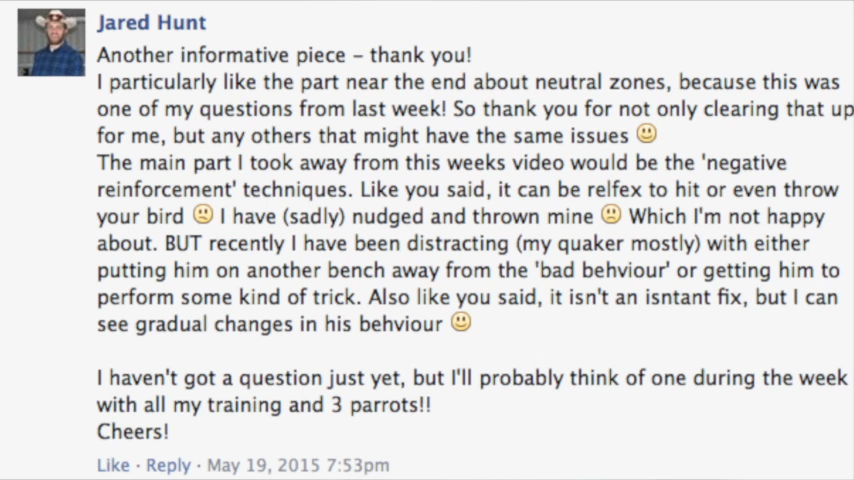 Jared Hunt
Another informative piece – thank you!
I particularly like the part near the end about neutral zones, because this was
one of my questions from last week! So thank you for not only clearing that up
for me, but any others that might have the same issues
The main part I took away from this weeks video would be the 'negative
reinforcement' techniques. Like you said, it can be relfex to hit or even throw
your bird I have (sadly) nudged and thrown mine Which I'm not happy
about. BUT recently I have been distracting (my quaker mostly) with either
putting him on another bench away from the 'bad behviour' or getting him to
perform some kind of trick. Also like you said, it isn't an isntant fix, but I can
see gradual changes in his behviour
I haven't got a question just yet, but I'll probably think of one during the week
with all my training and 3 parrots!!
Cheers!
Like · Reply · May 19, 2015 7:53pm